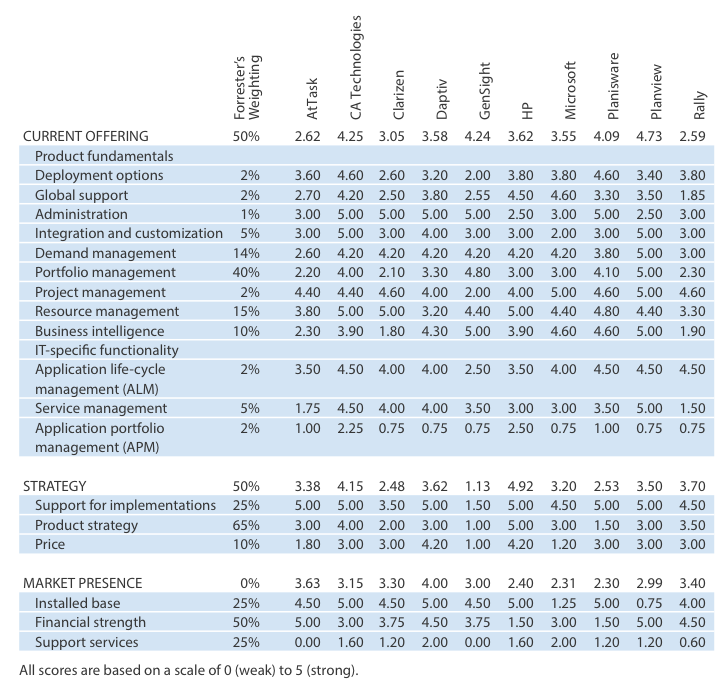 Forrester's Weighting AtTask CA Technologies Clarizen Daptiv GenSight HP Microsoft Planisware Planview Rally
CURRENT OFFERING 50% 2.62 4.25 3.05 3.58 4.24 3.62 3.55 4.09 4.73 2.59
Product fundamentals
Deployment options 2% 3.60 4.60 2.60 3.20 2.00 3.80 3.80 4.60 3.40 3.80
Global support 2% 2.70 4.20 2.50 3.80 2.55 4.50 4.60 3.30 3.50 1.85
Administration 1% 3.00 5.00 5.00 5.00 5.00 2.50 3.00 5.00 2.50 3.00
Integration and customization 5% 3.00 5.00 3.00 4.00 3.00 3.00 2.00 3.00 5.00 3.00
Demand management 14% 2.60 4.20 4.20 4.20 4.20 4.20 4.20 3.80 5.00 3.00
Portfolio management 40% 2.20 4.00 2.10 3.30 4.80 3.00 3.00 4.10 5.00 2.30
Project management 2% 4.40 4.40 4.60 4.00 2.00 4.00 5.00 4.60 5.00 4.60
Resource management 15% 3.80 5.00 5.00 3.20 4.40 5.00 4.40 4.80 4.40 3.30
Business intelligence 10% 2.30 3.90 1.80 4.30 5.00 3.90 4.60 4.60 5.00 1.90
IT-specific functionality
Application life-cycle 2% 3.50 4.50 4.00 4.00 2.50 3.50 4.00 4.50 4.50 4.50
management (ALM)
Service management 5% 1.75 4.50 4.00 4.00 3.50 3.00 3.00 3.50 5.00 1.50
Application portfolio 2% 1.00 2.25 0.75 0.75 0.75 2.50 0.75 1.00 0.75 0.75
management (APM)
STRATEGY 50% 3.38 4.15 2.48 3.62 1.13 4.92 3.20 2.53 3.50 3.70
Support for implementations 25% 5.00 5.00 3.50 5.00 1.50 5.00 4.50 5.00 5.00 4.50
Product strategy 65% 3.00 4.00 2.00 3.00 1.00 5.00 3.00 1.50 3.00 3.50
Price 10% 1.80 3.00 3.00 4.20 1.00 4.20 1.20 3.00 3.00 3.00
MARKET PRESENCE 0% 3.63 3.15 3.30 4.00 3.00 2.40 2.31 2.30 2.99 3.40
Installed base 25% 4.50 5.00 4.50 5.00 4.50 5.00 1.25 5.00 0.75 4.00
Financial strength 50% 5.00 3.00 3.75 4.50 3.75 1.50 3.00 1.50 5.00 4.50
Support services 25% 0.00 1.60 1.20 2.00 0.00 1.60 2.00 1.20 1.20 0.60
All scores are based on a scale of 0 (weak) to 5 (strong).